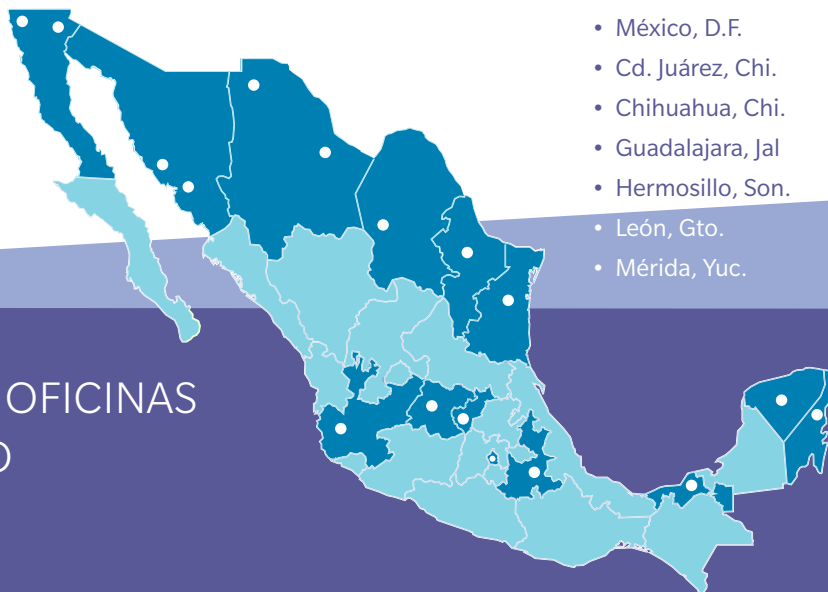 • México, D.F.
• Cd. Juárez, Chi.
• Chihuahua, Chi.
• Guadalajara, Jal
• Hermosillo, Son.
• León, Gto.
• Mérida, Yuc.
OFICINAS